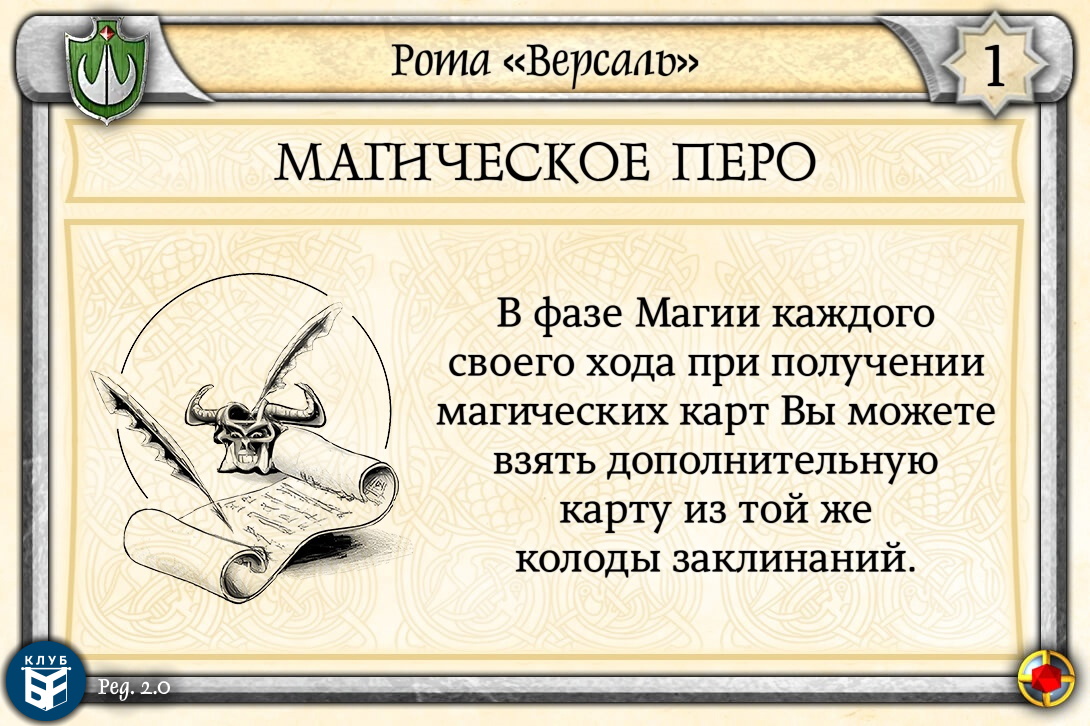 Рота «Версаль»
1
МАГИЧЕСКОЕ ПЕРО
В фазе Магии каждого
своего хода при получении
магических карт Вы можете
взять дополнительную
карту из той же
колоды заклинаний.
КЛУБ
Ред. 2.0